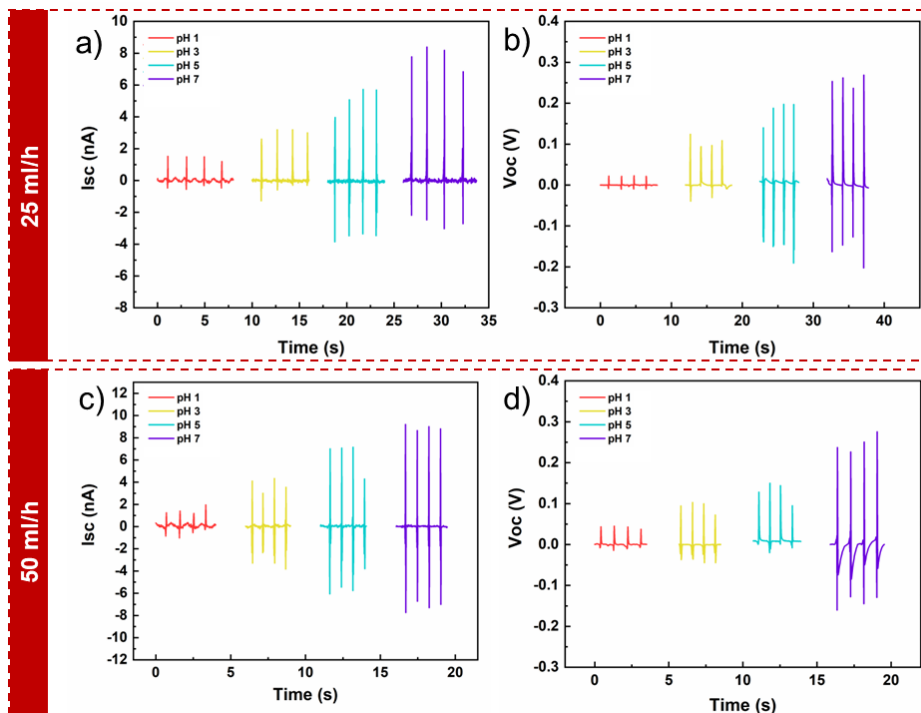 25 ml/h
a)
pH 1
pH 3
pH 5
pH 7
Isc (nA)
10
8
6
4
2
0
-2
-4
-6
-8
0 5 10 15 20 25 30 35
Time (s)
b)
pH 1
pH 3
pH 5
pH 7
Voc (V)
0.4
0.3
0.2
0.1
0.0
-0.1
-0.2
-0.3
0 10 20 30 40
Time (s)
50 ml/h
c)
pH 1
pH 3
pH 5
pH 7
Isc (nA)
12
10
8
6
4
2
0
-2
-4
-6
-8
-10
-12
0 5 10 15 20
Time (s)
d)
pH 1
pH 3
pH 5
pH 7
Voc (V)
0.4
0.3
0.2
0.1
0.0
-0.1
-0.2
-0.3
0 5 10 15 20
Time (s)